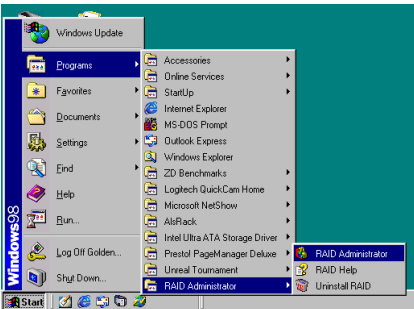 Windows Update
Programs
Favorites
Documents
Settings
Find
Help
Run...
Log Off Golden...
Shut Down...
Windows98
Start
Accessories
Online Services
StartUp
Internet Explorer
MS-DOS Prompt
Outlook Express
Windows Explorer
ZD Benchmarks
Logitech QuickCam Home
Microsoft NetShow
AlsRack
Intel Ultra ATA Storage Driver
Presto! PageManager Deluxe
Unreal Tournament
RAID Administrator
RAID Administrator
RAID Help
Uninstall RAID